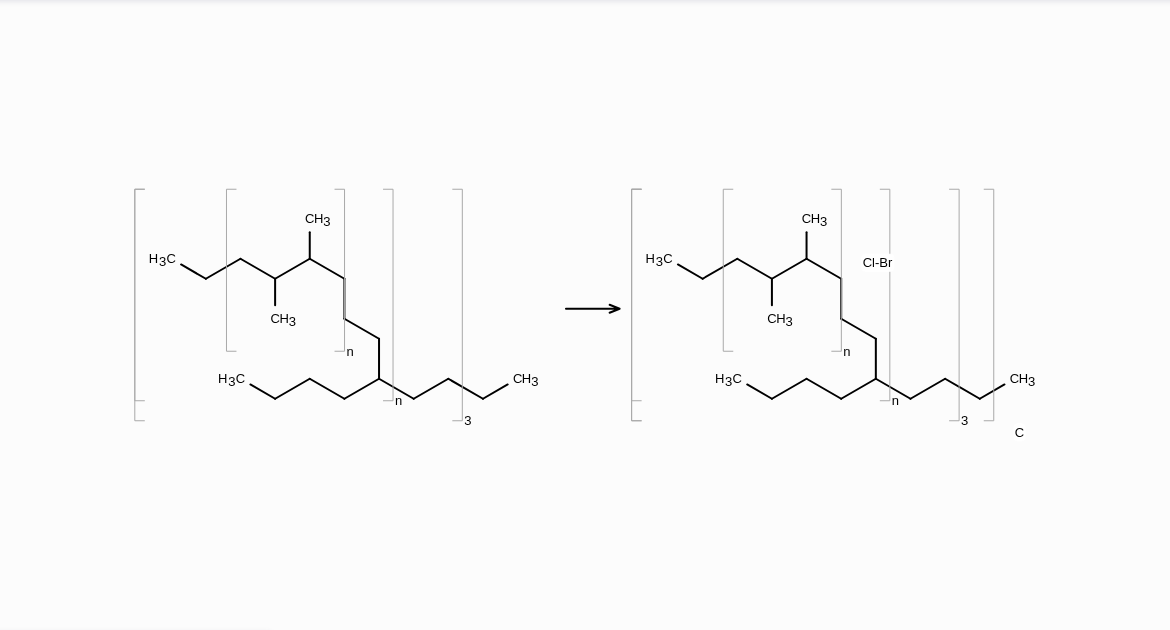 CH3 CH3
H3C H3C Cl-Br
CH3 CH3
n n
H3C CH3 H3C CH3
n n
3 3
C